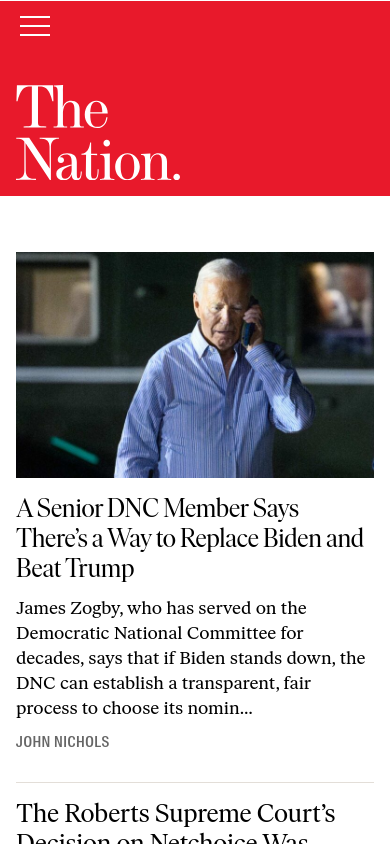 The
Nation.
A Senior DNC Member Says
There’s a Way to Replace Biden and
Beat Trump
James Zogby, who has served on the
Democratic National Committee for
decades, says that if Biden stands down, the
DNC can establish a transparent, fair
process to choose its nomin...
JOHN NICHOLS
The Roberts Supreme Court’s
Decision on Netchoice Was